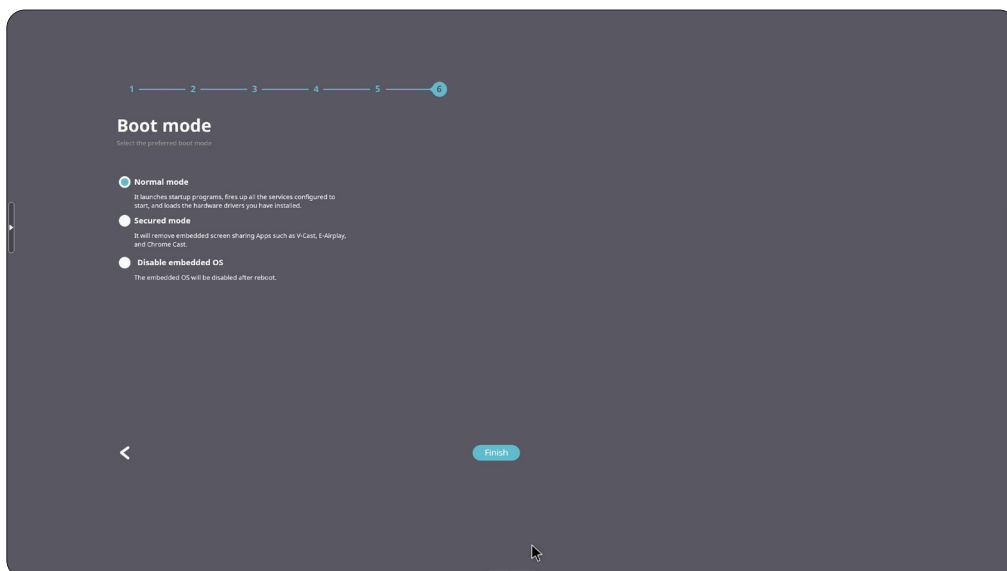 1 2 3 4 5 6
Boot mode
Select the preferred boot mode
Normal mode
It launches startup programs, fires up all the services configured to
start, and loads the hardware drivers you have installed.
Secured mode
It will remove embedded screen sharing Apps such as V-Cast, E-Airplay,
and Chrome Cast.
Disable embedded OS
The embedded OS will be disabled after reboot.
Finish